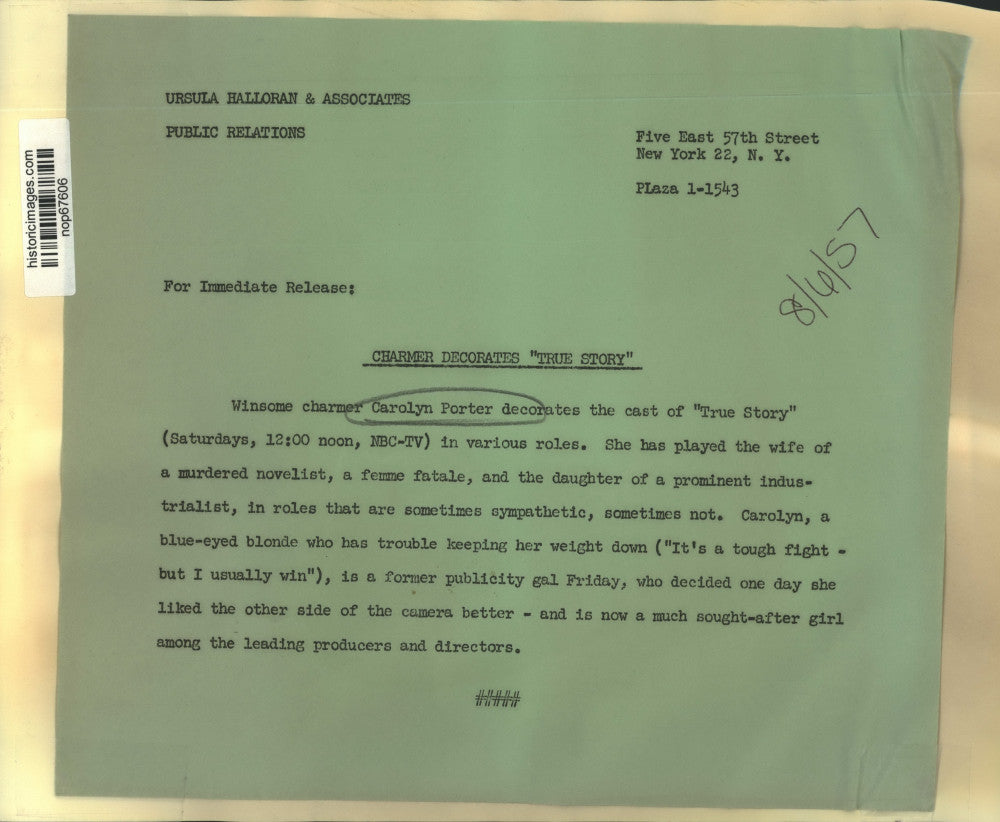 URSULA HALLORAN & ASSOCIATES
PUBLIC RELATIONS
Five East 57th Street
New York 22, N. Y.
PLaza 1-1543
historicimages.com
nop67606
8/6/57
For Immediate Release:
CHARMER DECORATES "TRUE STORY"
Winsome charmer Carolyn Porter decorates the cast of "True Story"
(Saturdays, 12:00 noon, NBC-TV) in various roles. She has played the wife of
a murdered novelist, a femme fatale, and the daughter of a prominent indus-
trialist, in roles that are sometimes sympathetic, sometimes not. Carolyn, a
blue-eyed blonde who has trouble keeping her weight down ("It's a tough fight -
but I usually win"), is a former publicity gal Friday, who decided one day she
liked the other side of the camera better - and is now a much sought-after girl
among the leading producers and directors.
#####